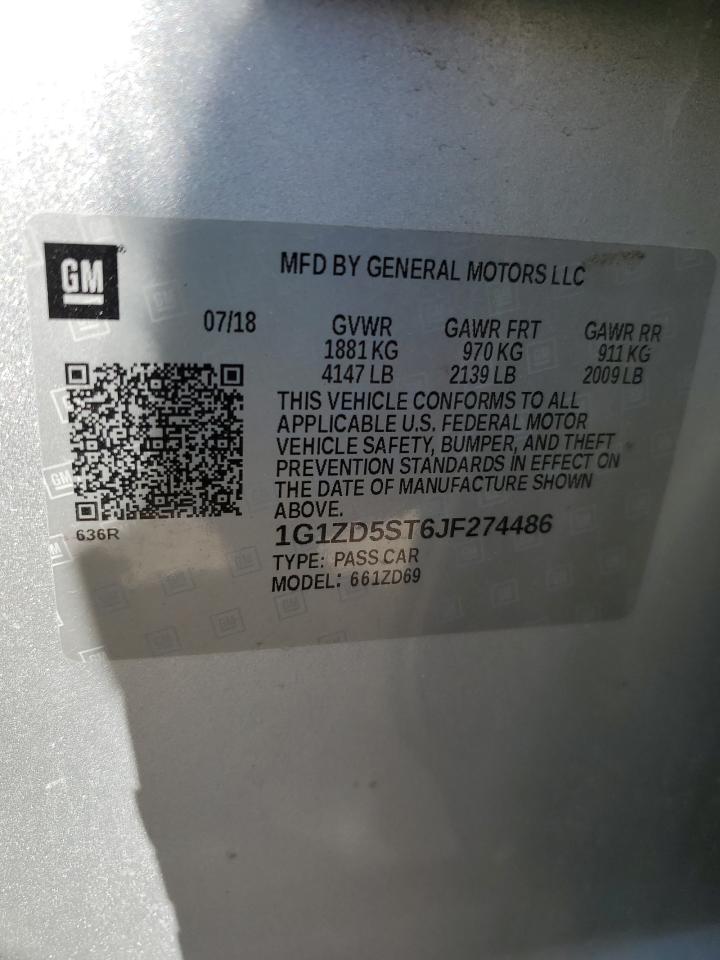 GM
MFD BY GENERAL MOTORS LLC
07/18 GVWR GAWR FRT GAWR RR
1881 KG 970 KG 911 KG
4147 LB 2139 LB 2009 LB
THIS VEHICLE CONFORMS TO ALL
APPLICABLE U.S. FEDERAL MOTOR
VEHICLE SAFETY, BUMPER, AND THEFT
PREVENTION STANDARDS IN EFFECT ON
THE DATE OF MANUFACTURE SHOWN
ABOVE.
636R
1G1ZD5ST6JF274486
TYPE: PASS CAR
MODEL: 661ZD69